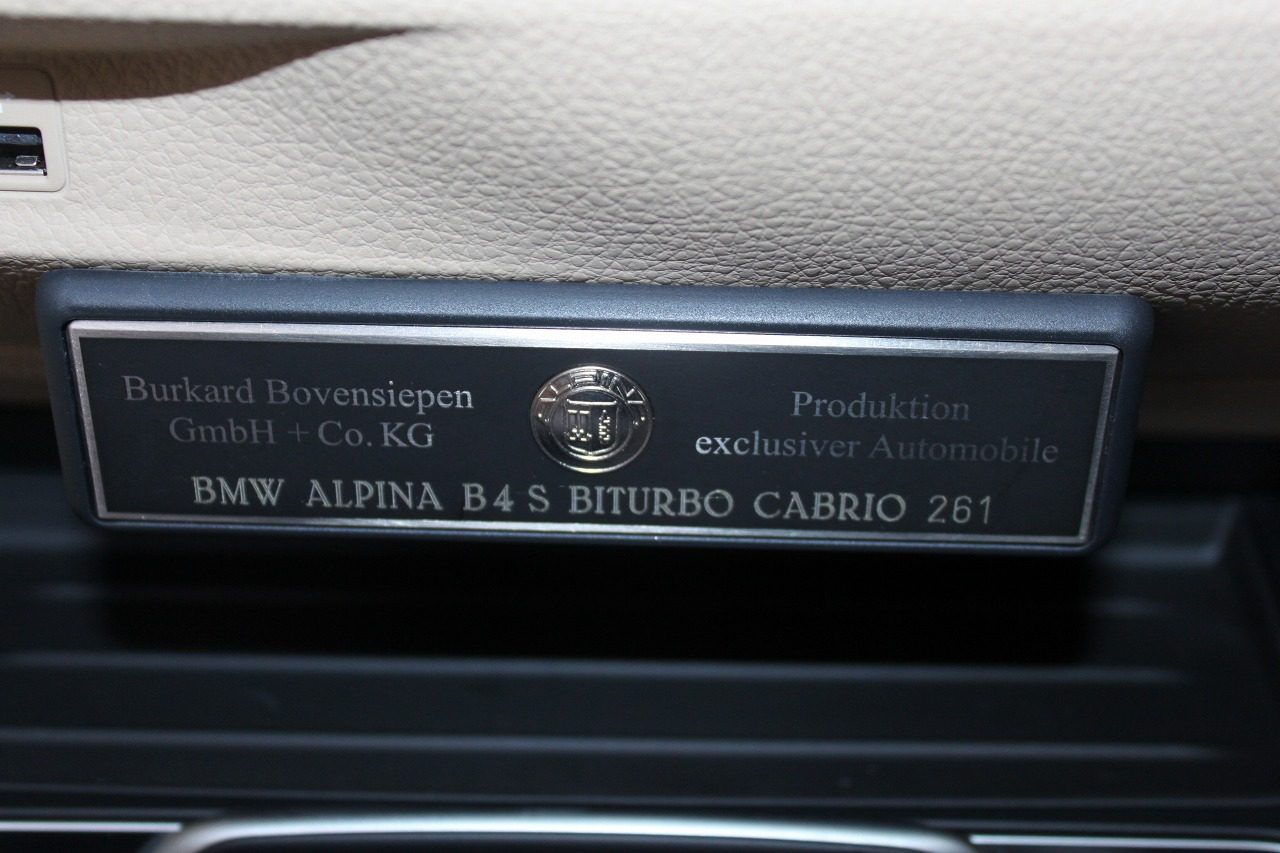 Burkard Bovensiepen
GmbH + Co. KG
Produktion
exclusiver Automobile
BMW ALPINA B4 S BITURBO CABRIO 261